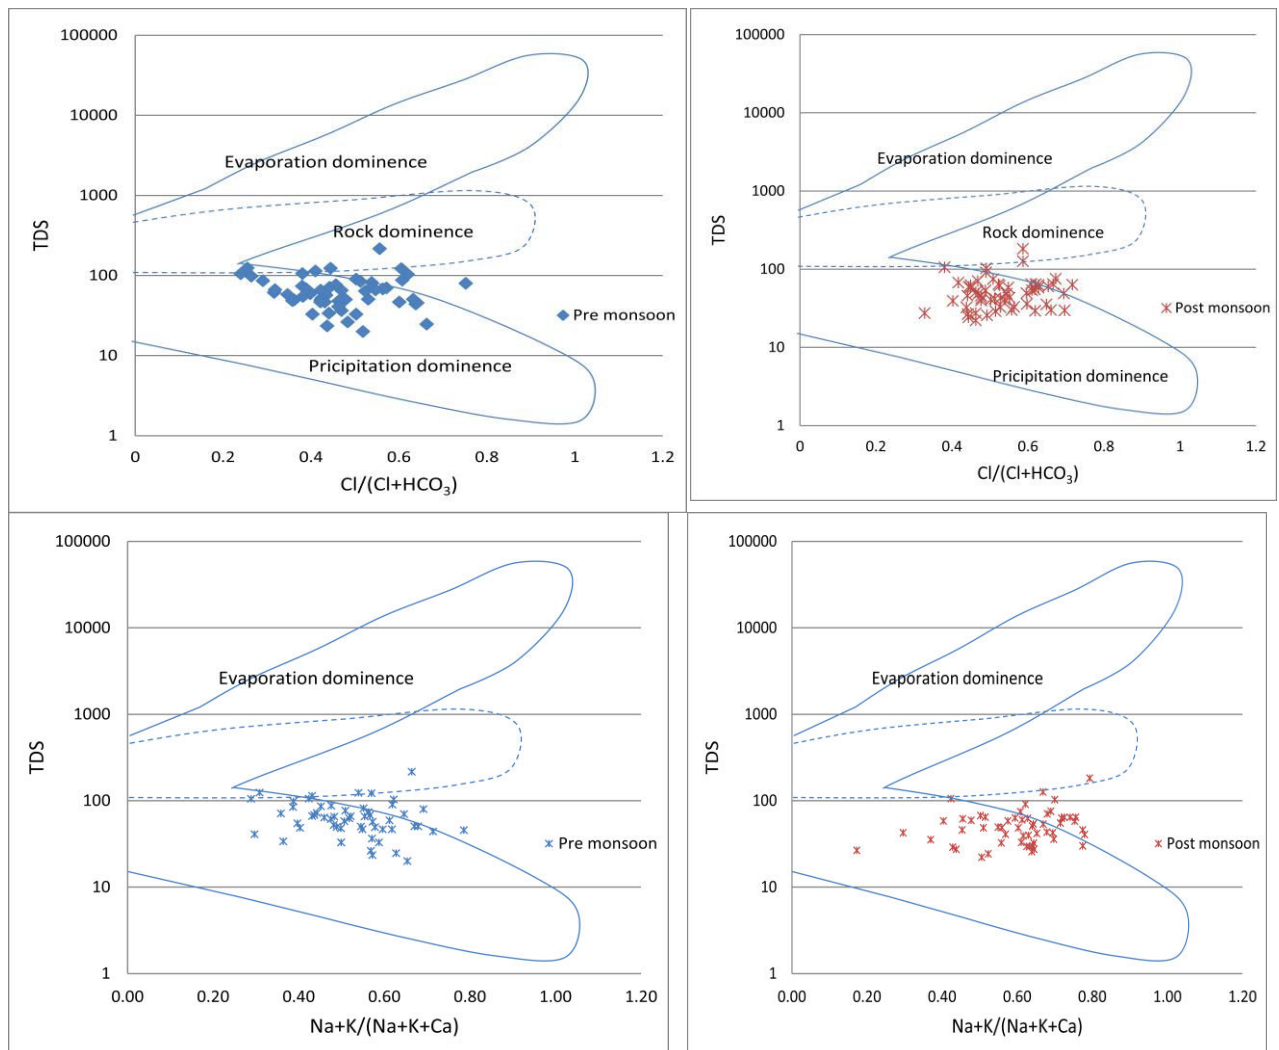 100000
10000
1000
100
10
1
TDS
Evaporation dominence
Rock dominence
Pricipitation dominence
Pre monsoon
0 0.2 0.4 0.6 0.8 1 1.2
Cl/(Cl+HCO₃)
100000
10000
1000
100
10
1
TDS
Evaporation dominence
Rock dominence
Pricipitation dominence
Post monsoon
0 0.2 0.4 0.6 0.8 1 1.2
Cl/(Cl+HCO₃)
100000
10000
1000
100
10
1
TDS
Evaporation dominence
Pre monsoon
0.00 0.20 0.40 0.60 0.80 1.00 1.20
Na+K/(Na+K+Ca)
100000
10000
1000
100
10
1
TDS
Evaporation dominence
Post monsoon
0.00 0.20 0.40 0.60 0.80 1.00 1.20
Na+K/(Na+K+Ca)